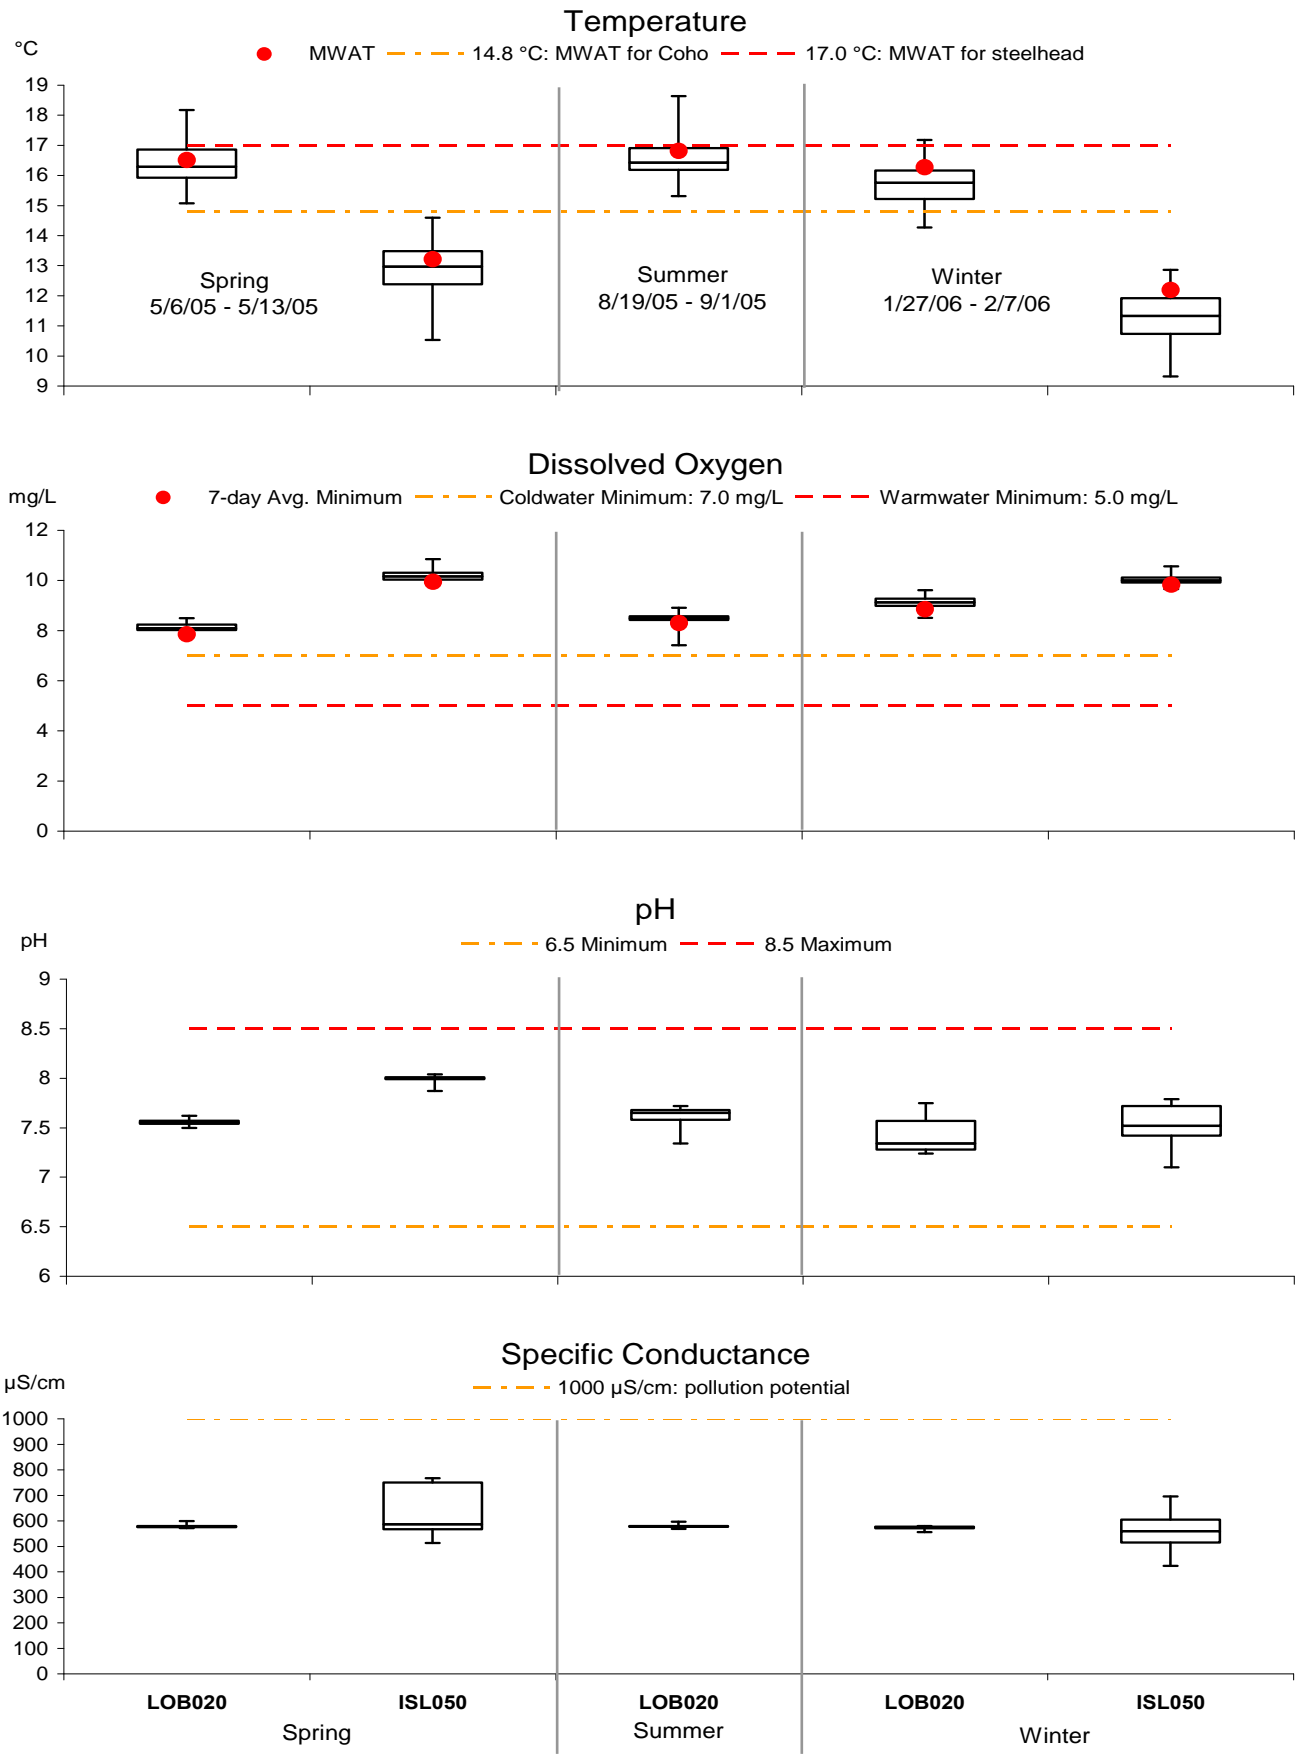 Temperature
°C
MWAT 14.8 °C: MWAT for Coho 17.0 °C: MWAT for steelhead
19
18
17
16
15
14
13
12
11
10
9
Spring
5/6/05 - 5/13/05
Summer
8/19/05 - 9/1/05
Winter
1/27/06 - 2/7/06
Dissolved Oxygen
mg/L
7-day Avg. Minimum Coldwater Minimum: 7.0 mg/L Warmwater Minimum: 5.0 mg/L
12
10
8
6
4
2
0
pH
pH
6.5 Minimum 8.5 Maximum
9
8.5
8
7.5
7
6.5
6
Specific Conductance
µS/cm
1000 µS/cm: pollution potential
1000
900
800
700
600
500
400
300
200
100
0
LOB020 ISL050 LOB020 LOB020 ISL050
Spring Summer Winter